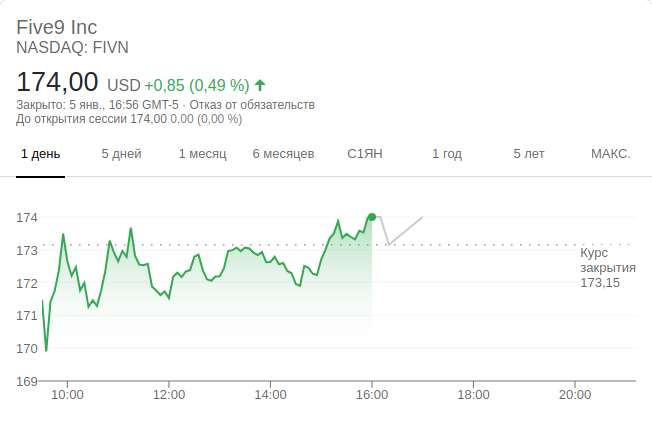 Five9 Inc
NASDAQ: FIVN
174,00 USD +0,85 (0,49 %)
Закрыто: 5 янв., 16:56 GMT-5 · Отказ от обязательств
До открытия сессии 174,00 0,00 (0,00 %)
1 день 5 дней 1 месяц 6 месяцев С1ЯН 1 год 5 лет МАКС.
174
173
172
171
170
169
Курс
закрытия
173,15
10:00 12:00 14:00 16:00 18:00 20:00